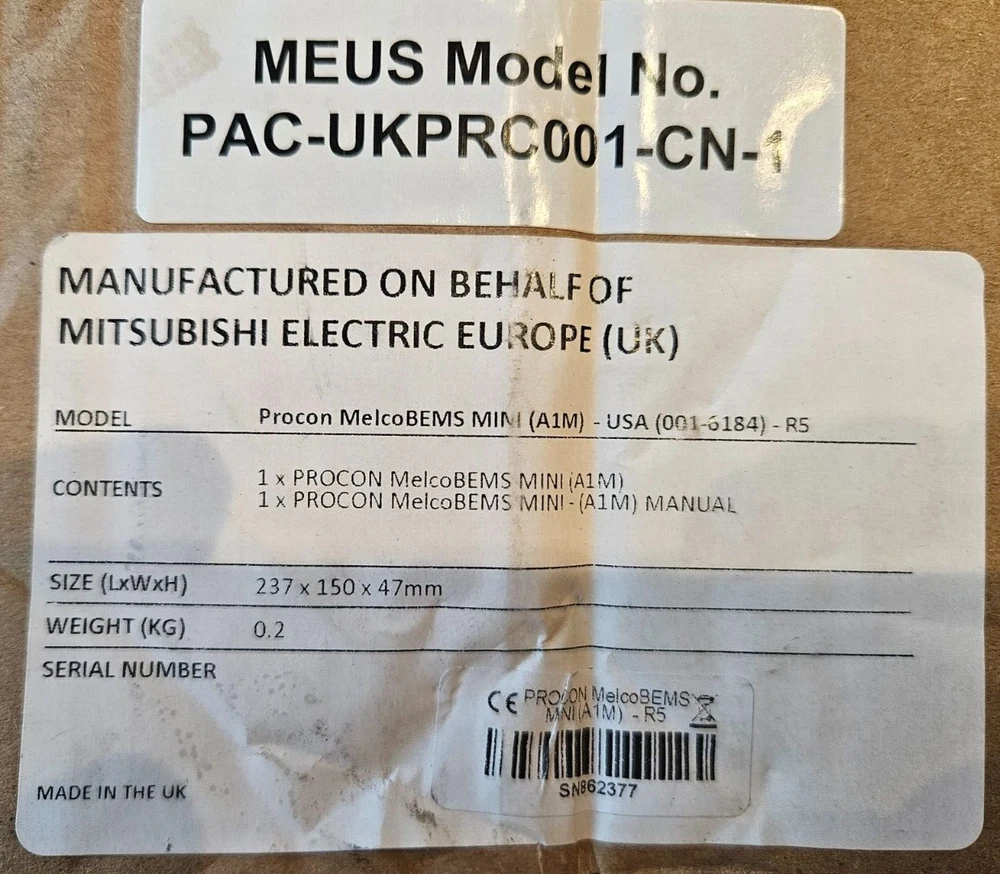 MEUS Model No.
PAC-UKPRC001-CN-1
MANUFACTURED ON BEHALF OF
MITSUBISHI ELECTRIC EUROPE (UK)
MODEL Procon MelcoBEMS MINI (A1M) - USA (001-6184) - R5
CONTENTS 1 x PROCON MelcoBEMS MINI (A1M)
1 x PROCON MelcoBEMS MINI - (A1M) MANUAL
SIZE (LxWxH) 237 x 150 x 47mm
WEIGHT (KG) 0.2
SERIAL NUMBER
CE PROCON MelcoBEMS
MINI(A1M) - R5
SN862377
MADE IN THE UK